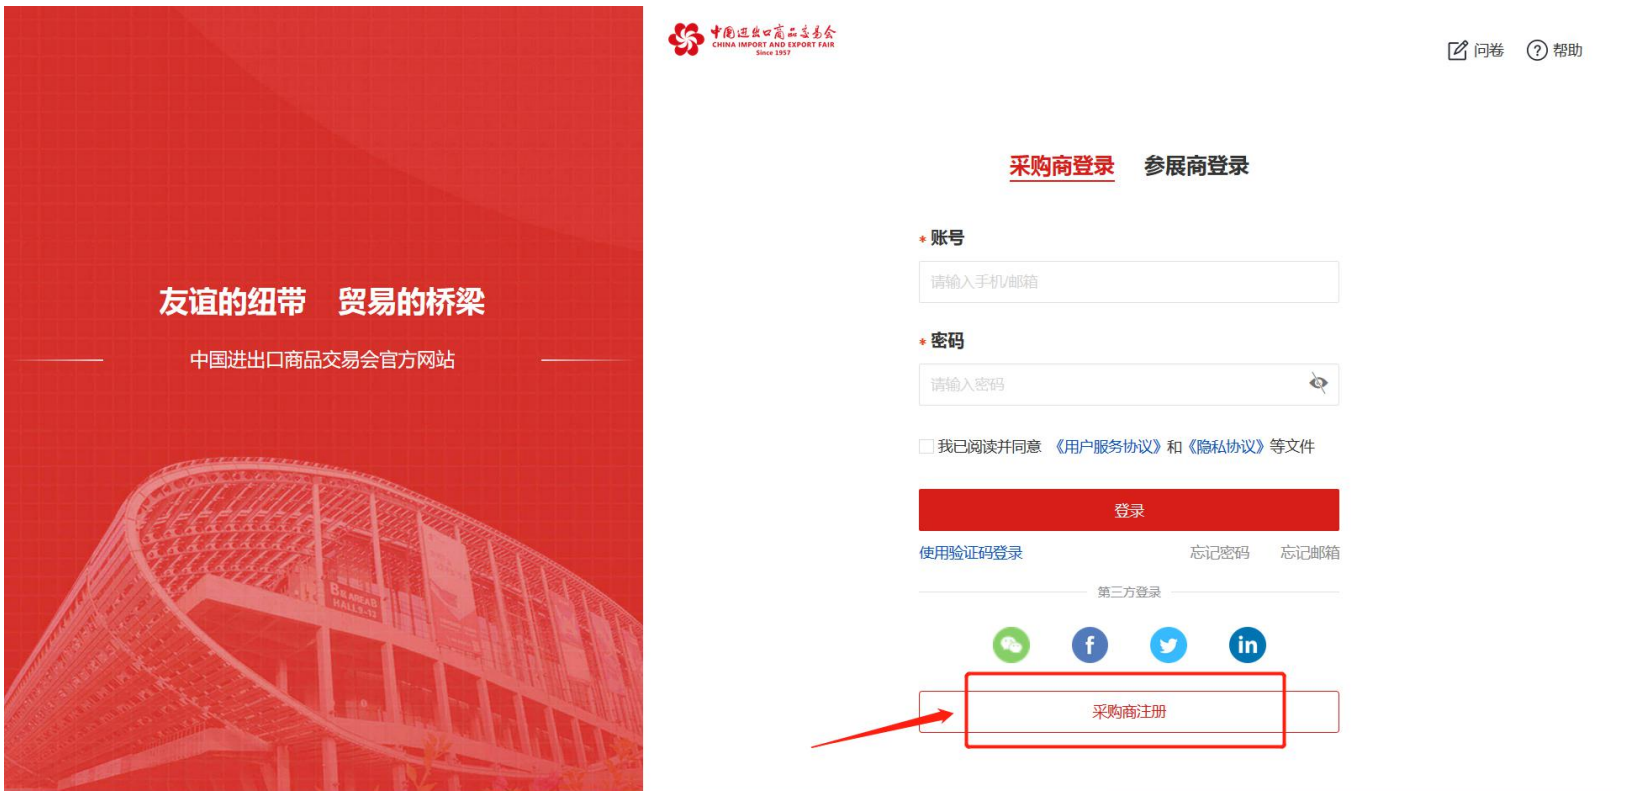 友谊的纽带 贸易的桥梁
中国进出口商品交易会官方网站
BE AREA B
HALL 9-13
中国进出口商品交易会
CHINA IMPORT AND EXPORT FAIR
Since 1957
问卷 帮助
采购商登录 参展商登录
* 账号
请输入手机/邮箱
* 密码
请输入密码
我已阅读并同意 《用户服务协议》和《隐私协议》等文件
登录
使用验证码登录 忘记密码 忘记邮箱
第三方登录
采购商注册